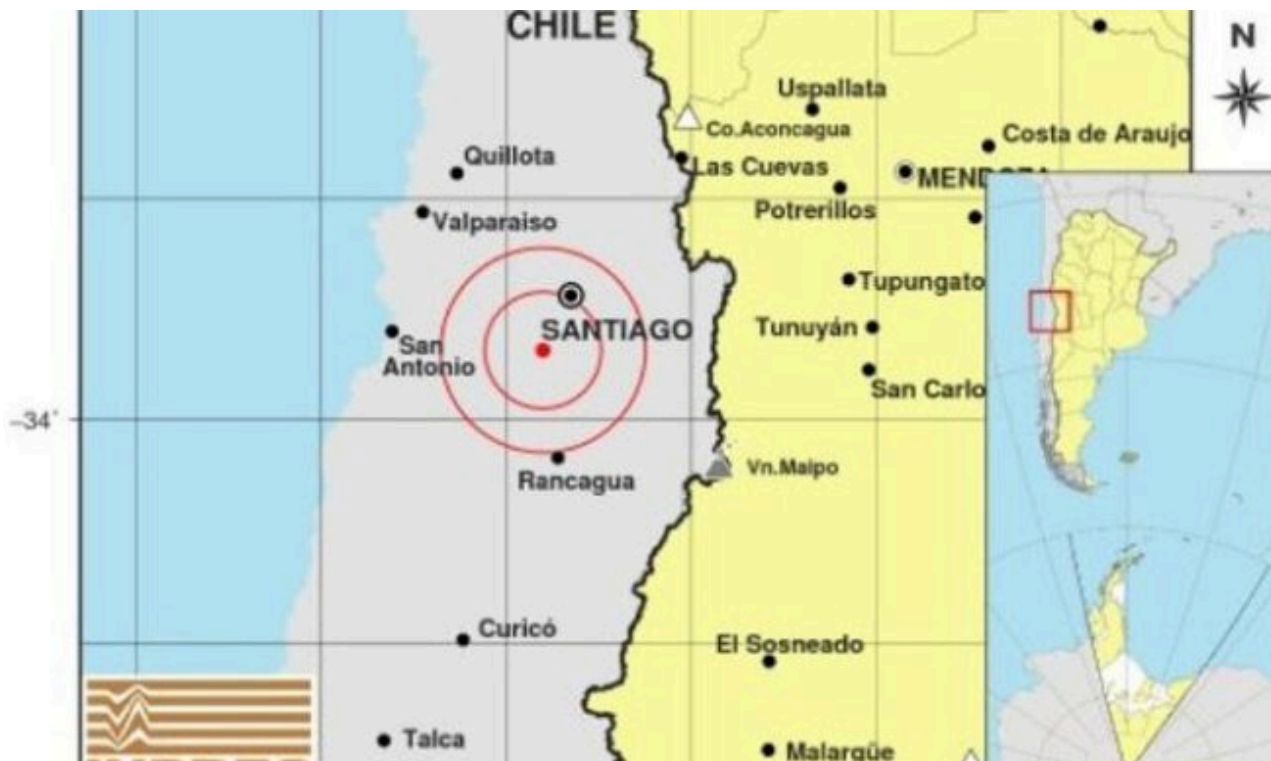 CHILE
N
Uspallata
Co.Aconcagua
Costa de Araujo
Quillota
Las Cuevas
Potrerillos
Valparaiso
Tupungato
SANTIAGO
Tunuyán
San
Antonio
San Carlo
-34°
Vn.Maipo
Rancagua
Curicó
El Sosneado
Talca
Malargüe